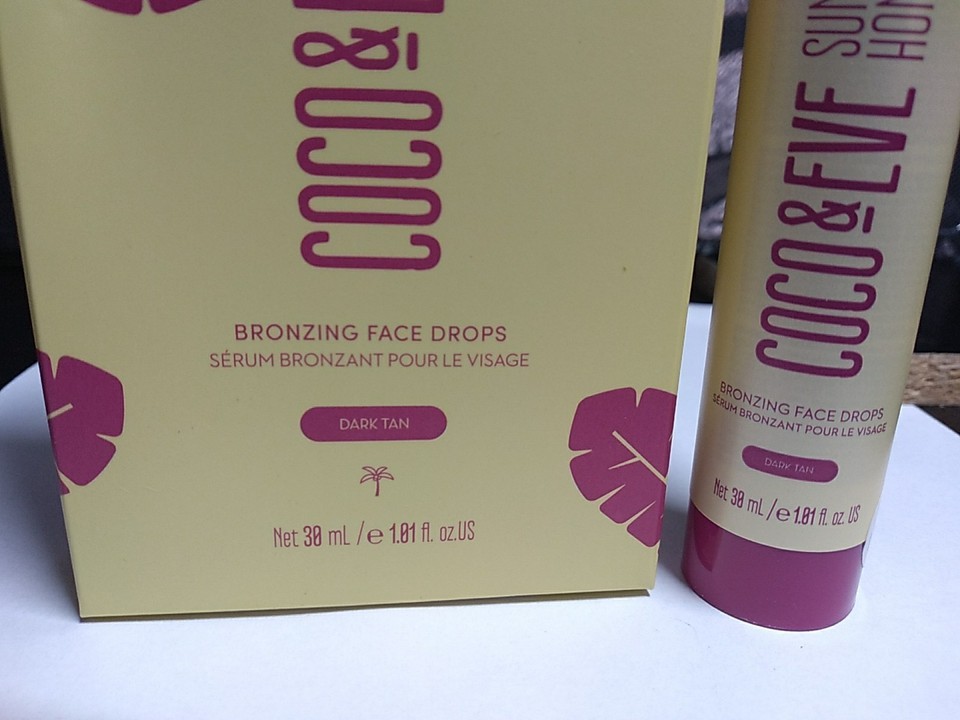 COCO &
BRONZING FACE DROPS
SÉRUM BRONZANT POUR LE VISAGE
DARK TAN
Net 30 mL / e 1.01 fl. oz.US
COCO & EVE
BRONZING FACE DROPS
SÉRUM BRONZANT POUR LE VISAGE
DARK TAN
Net 30 mL / e 1.01 fl. oz. US